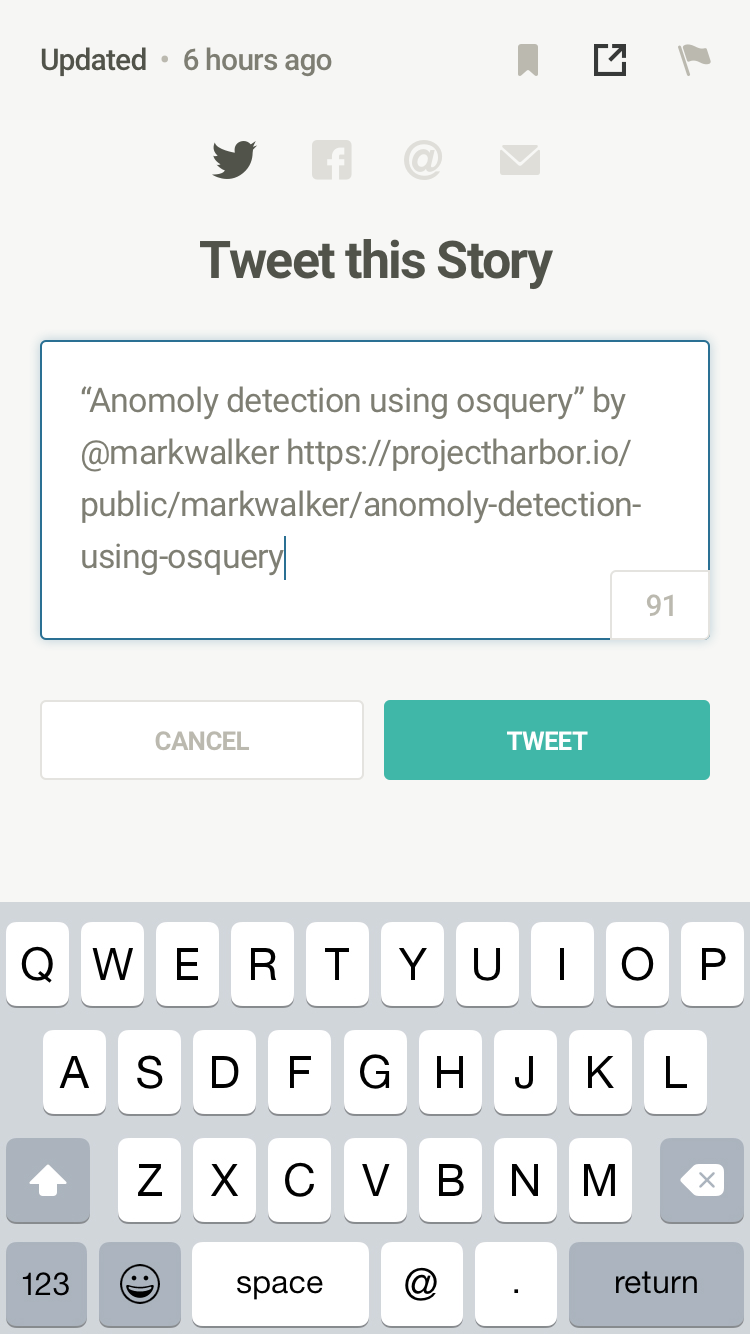 Updated • 6 hours ago
Tweet this Story
“Anomoly detection using osquery” by
@markwalker https://projectharbor.io/
public/markwalker/anomoly-detection-
using-osquery
91
CANCEL TWEET
Q W E R T Y U I O P
A S D F G H J K L
Z X C V B N M
123 space @ . return